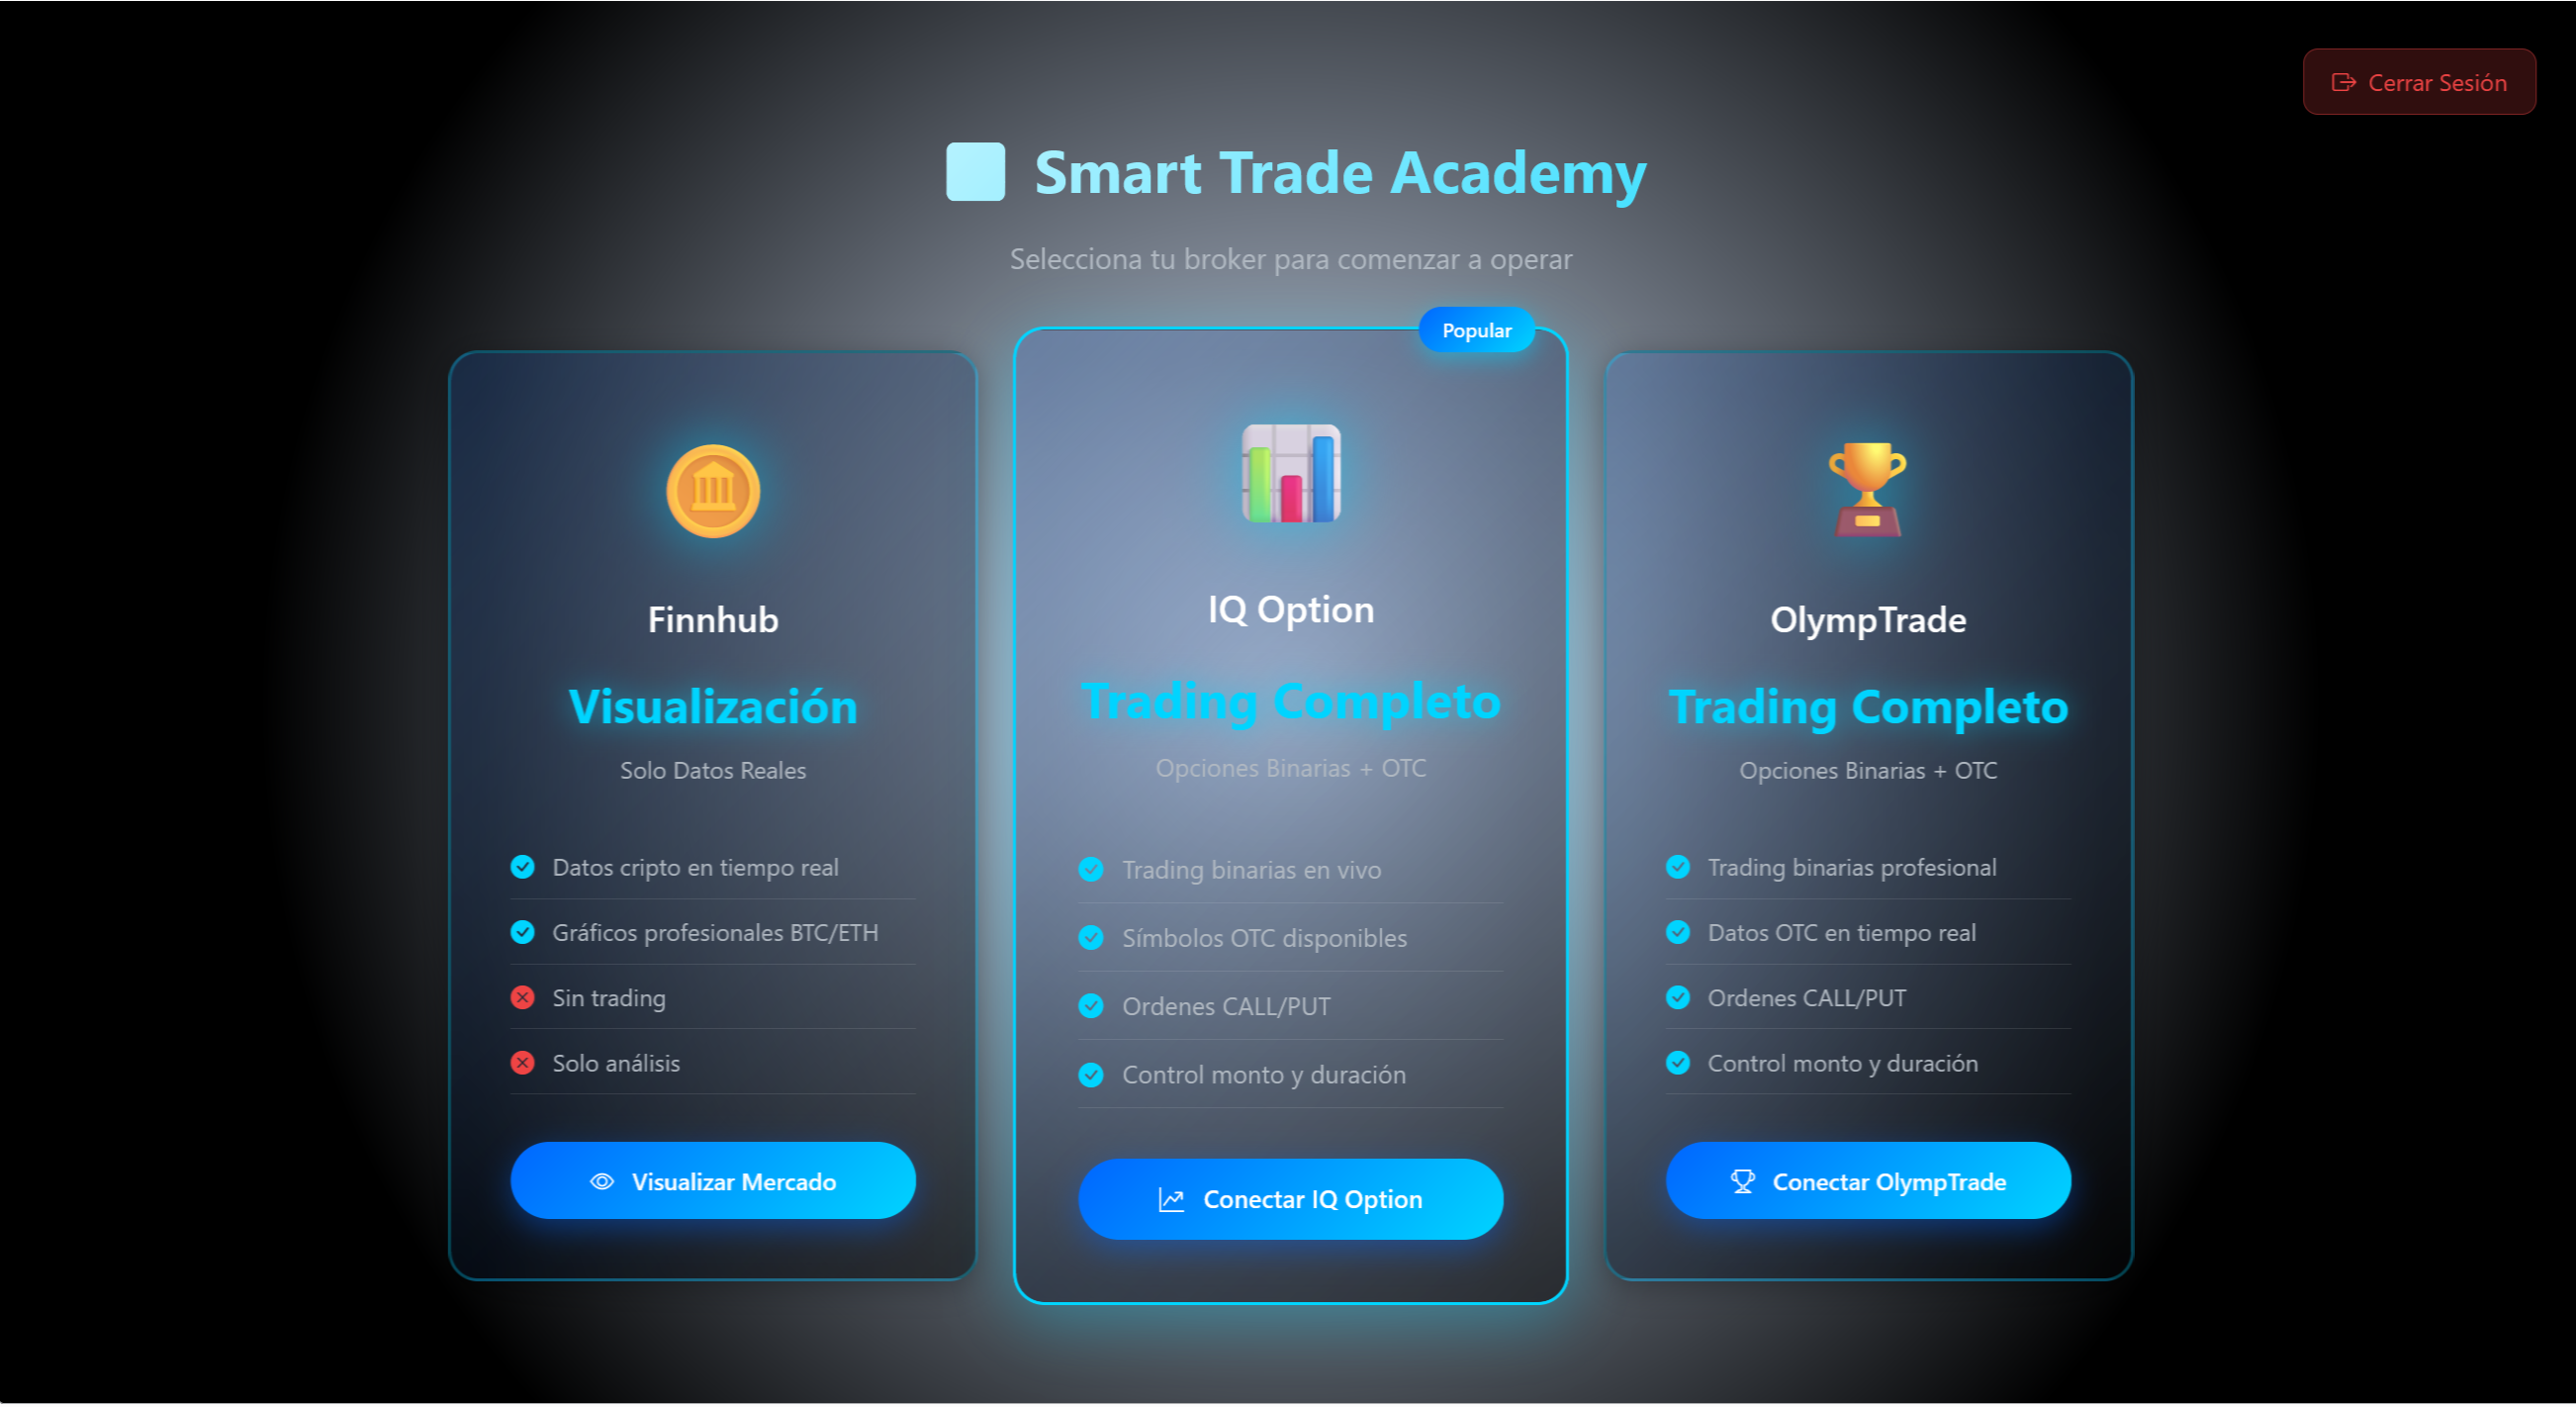 Cerrar Sesión
Smart Trade Academy
Selecciona tu broker para comenzar a operar
Finnhub
Visualización
Solo Datos Reales
Datos cripto en tiempo real
Gráficos profesionales BTC/ETH
Sin trading
Solo análisis
Visualizar Mercado
Popular
IQ Option
Trading Completo
Opciones Binarias + OTC
Trading binarias en vivo
Símbolos OTC disponibles
Ordenes CALL/PUT
Control monto y duración
Conectar IQ Option
OlympTrade
Trading Completo
Opciones Binarias + OTC
Trading binarias profesional
Datos OTC en tiempo real
Ordenes CALL/PUT
Control monto y duración
Conectar OlympTrade